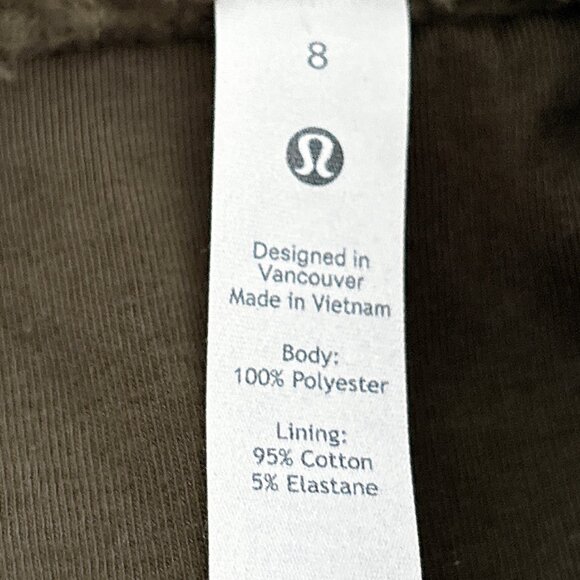 8
Designed in
Vancouver
Made in Vietnam
Body:
100% Polyester
Lining:
95% Cotton
5% Elastane